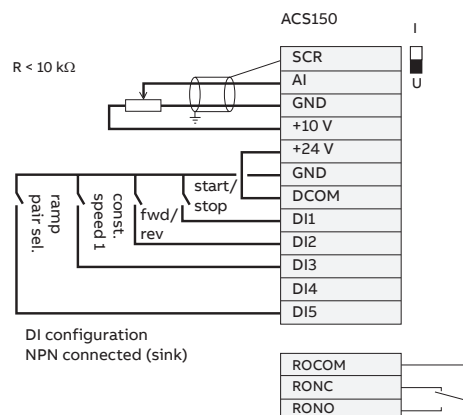 ACS150
I
U
R < 10 kΩ
SCR
AI
GND
+10 V
+24 V
GND
DCOM
DI1
DI2
DI3
DI4
DI5
start/
stop
fwd/
rev
const.
speed 1
ramp
pair sel.
DI configuration
NPN connected (sink)
ROCOM
RONC
RONO